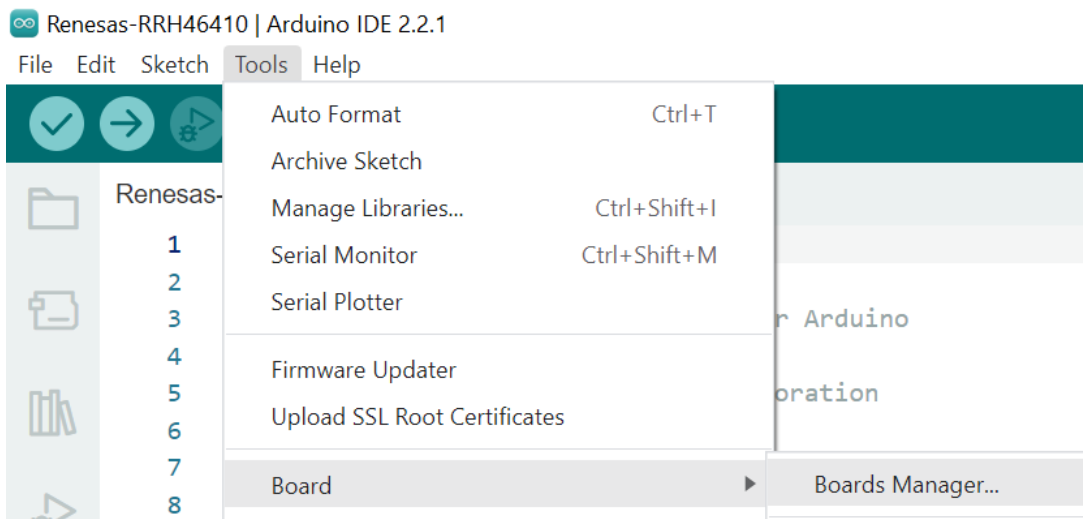 Renesas-RRH46410 | Arduino IDE 2.2.1
File Edit Sketch Tools Help
Auto Format Ctrl+T
Archive Sketch
Renesas-
Manage Libraries... Ctrl+Shift+I
1
Serial Monitor Ctrl+Shift+M
2
Serial Plotter
3 r Arduino
4
Firmware Updater
5 oration
Upload SSL Root Certificates
6
7
Board Boards Manager...
8